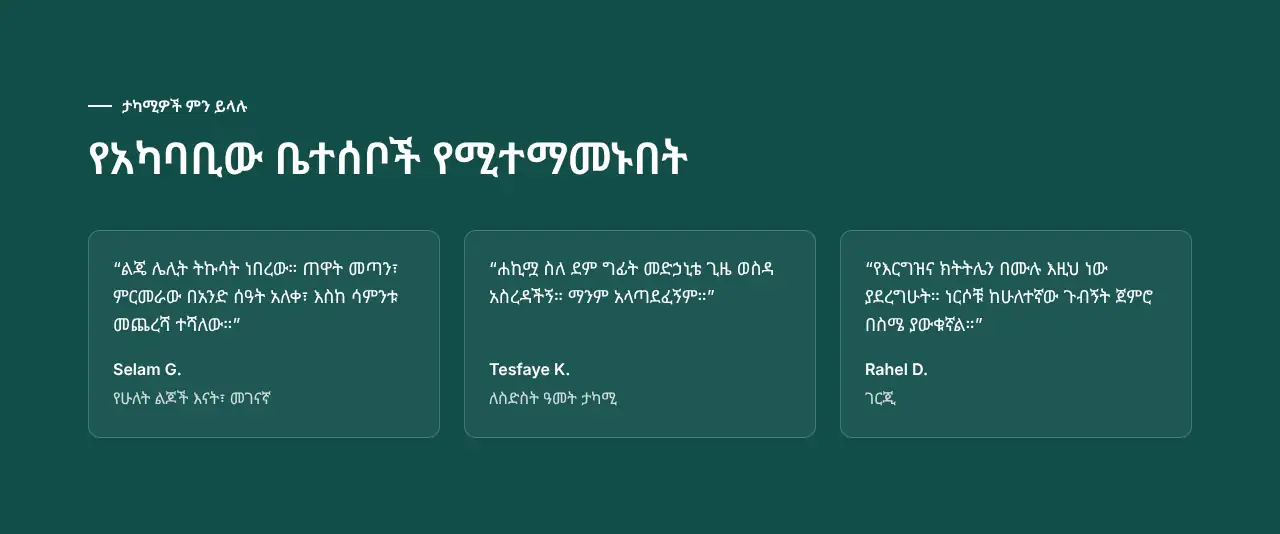 ታካሚዎች ምን ይላሉ
የአካባቢው ቤተሰቦች የሚተማመኑበት
“ልጄ ሌሊት ትኩሳት ነበረው። ጠዋት መጣን፣
ምርመራው በአንድ ሰዓት አለቀ፣ እስከ ሳምንቱ
መጨረሻ ተሻለው።”
Selam G.
የሁለት ልጆች እናት፣ መገናኛ
“ሐኪሟ ስለ ደም ግፊት መድኃኒቴ ጊዜ ወስዳ
አስረዳችኝ። ማንም አላጣደፈኝም።”
Tesfaye K.
ለስድስት ዓመት ታካሚ
“የእርግዝና ክትትሌን በሙሉ እዚህ ነው
ያደረግሁት። ነርሶቹ ከሁለተኛው ጉብኝት ጀምሮ
በስሜ ያውቁኛል።”
Rahel D.
ገርጂ